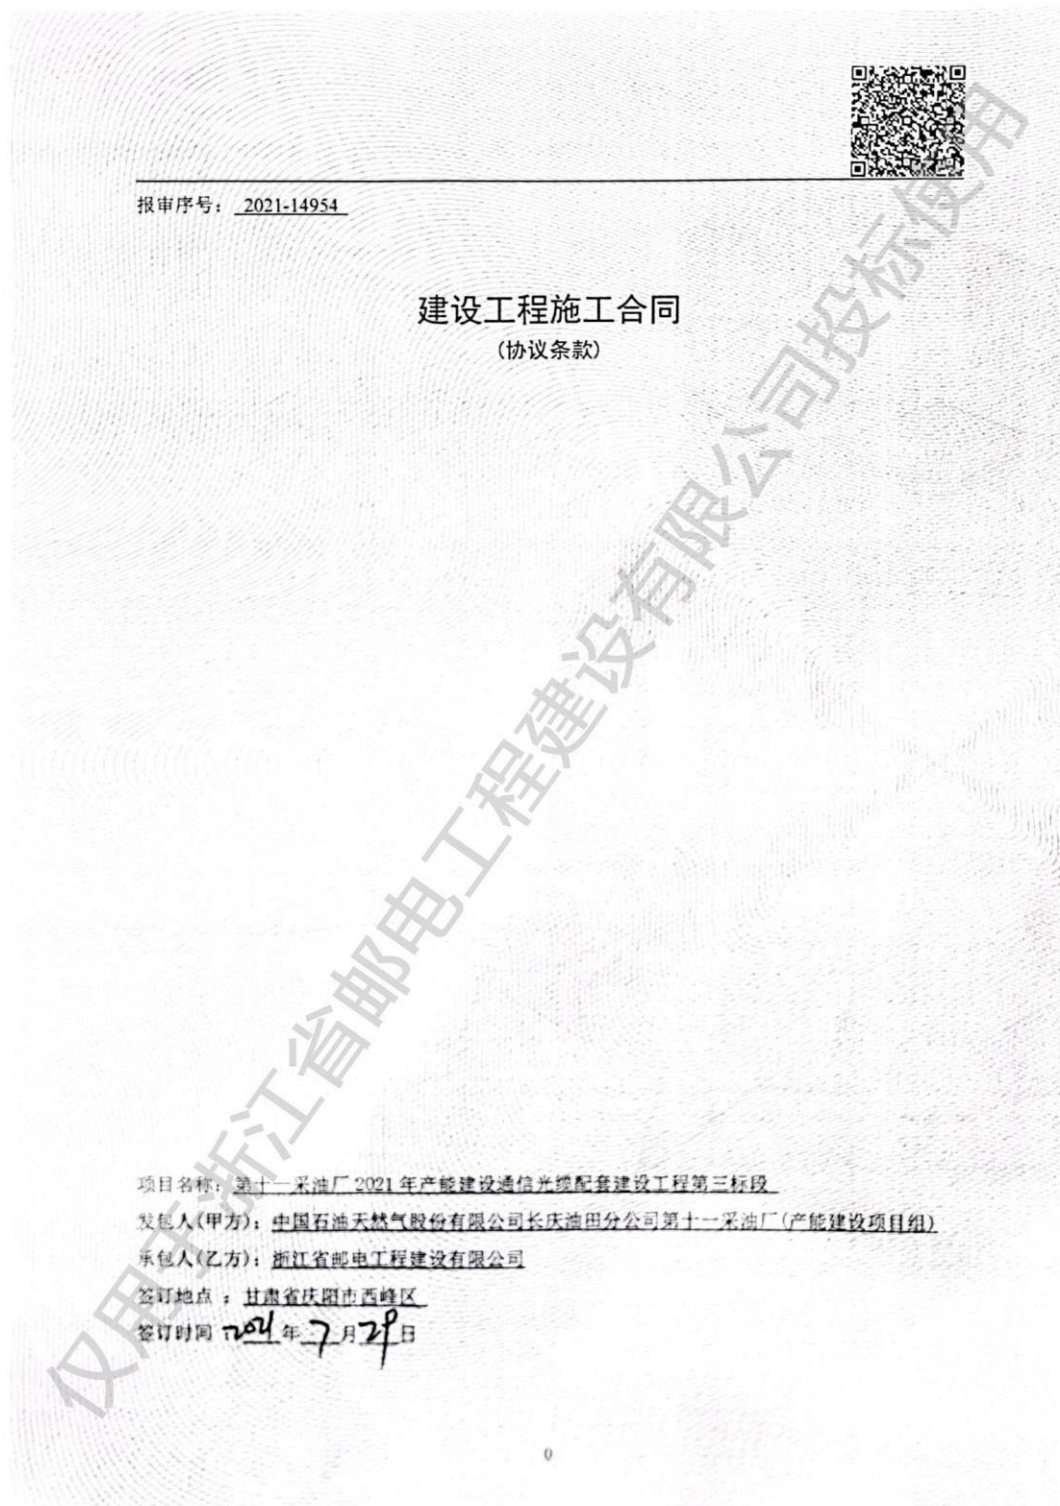 报审序号： 2021-14954
建设工程施工合同
(协议条款)
项目名称：第十一采油厂2021年产能建设通信光缆配套建设工程第三标段
发包人(甲方)：中国石油天然气股份有限公司长庆油田分公司第十一采油厂(产能建设项目组)
承包人(乙方)：浙江省邮电工程建设有限公司
签订地点：甘肃省庆阳市西峰区
签订时间：2021年7月29日
0
仅用于浙江省邮电工程建设有限公司投标使用